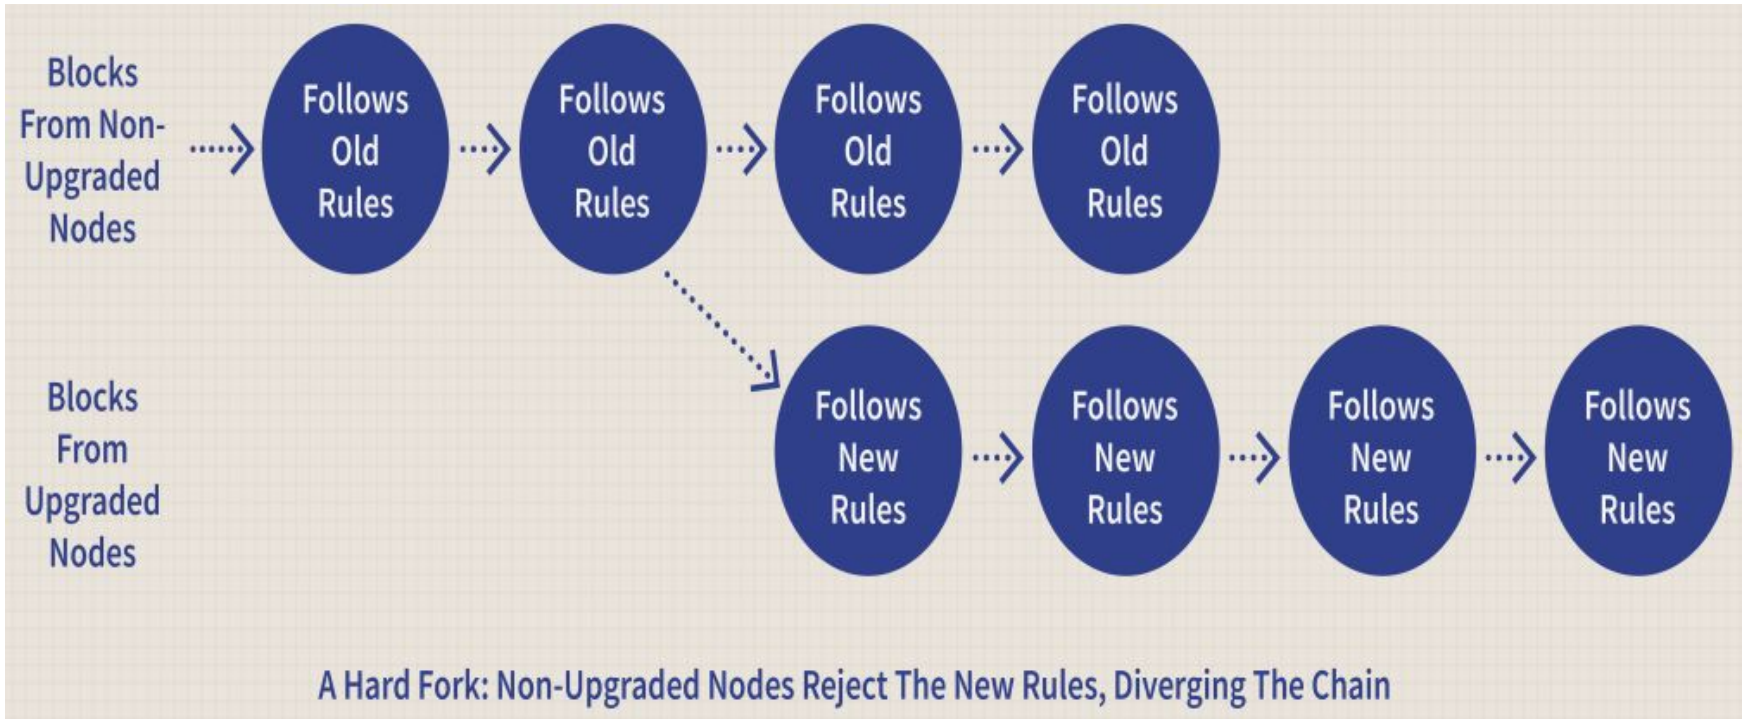 Blocks
From Non-
Upgraded
Nodes
Follows
Old
Rules
Follows
Old
Rules
Follows
Old
Rules
Follows
Old
Rules
Blocks
From
Upgraded
Nodes
Follows
New
Rules
Follows
New
Rules
Follows
New
Rules
Follows
New
Rules
A Hard Fork: Non-Upgraded Nodes Reject The New Rules, Diverging The Chain